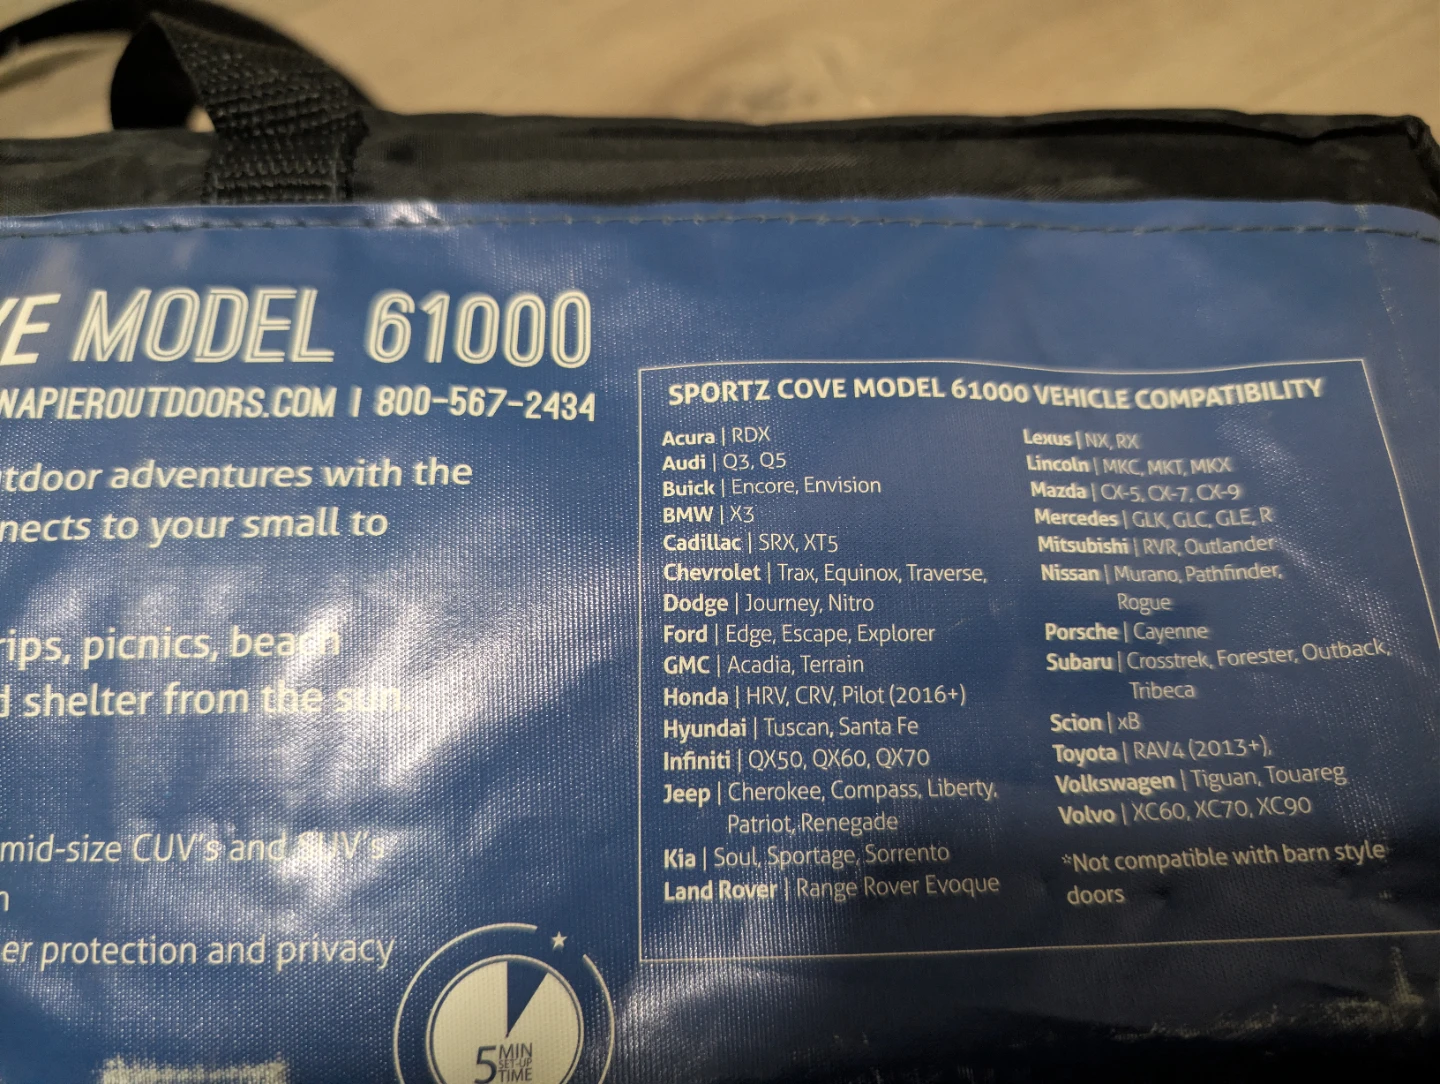 MODEL 61000
NAPIEROUTDOORS.COM | 800-567-2434
adventures with the
to your small to
picnics, beach
shelter from the sun
mid-size CUV's and SUV's
protection and privacy
5 MIN
SET-UP
TIME
SPORTZ COVE MODEL 61000 VEHICLE COMPATIBILITY
Acura | RDX
Audi | Q3, Q5
Buick | Encore, Envision
BMW | X3
Cadillac | SRX, XT5
Chevrolet | Trax, Equinox, Traverse,
Dodge | Journey, Nitro
Ford | Edge, Escape, Explorer
GMC | Acadia, Terrain
Honda | HRV, CRV, Pilot (2016+)
Hyundai | Tuscan, Santa Fe
Infiniti | QX50, QX60, QX70
Jeep | Cherokee, Compass, Liberty,
Patriot, Renegade
Kia | Soul, Sportage, Sorrento
Land Rover | Range Rover Evoque
Lexus | NX, RX
Lincoln | MKC, MKT, MKX
Mazda | CX-5, CX-7, CX-9
Mercedes | GLK, GLC, GLE, R
Mitsubishi | RVR, Outlander
Nissan | Murano, Pathfinder,
Rogue
Porsche | Cayenne
Subaru | Crosstrek, Forester, Outback,
Tribeca
Scion | xB
Toyota | RAV4 (2013+),
Volkswagen | Tiguan, Touareg
Volvo | XC60, XC70, XC90
*Not compatible with barn style
doors